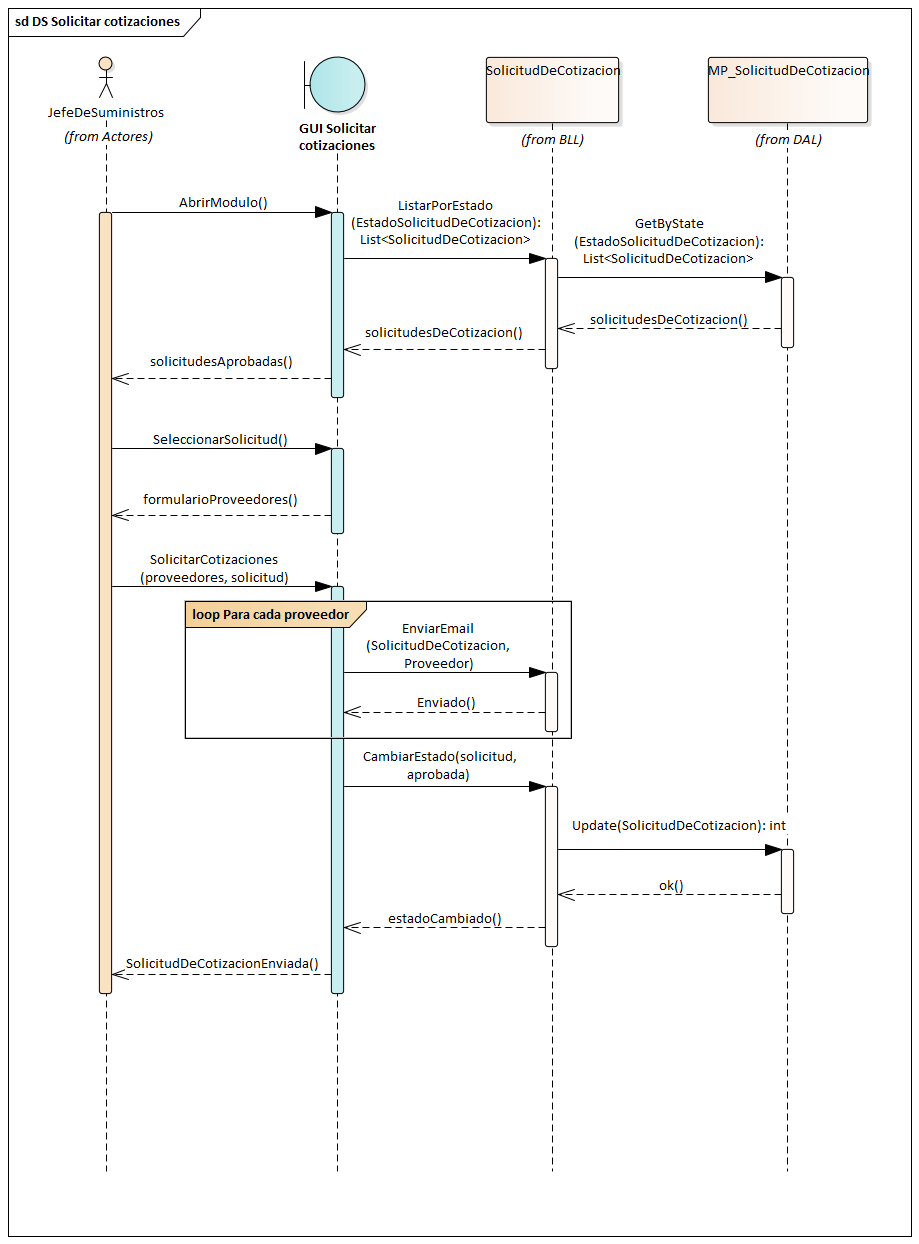 sd DS Solicitar cotizaciones
JefeDeSuministros
(from Actores)
GUI Solicitar
cotizaciones
SolicitudDeCotizacion
(from BLL)
MP_SolicitudDeCotizacion
(from DAL)
AbrirModulo()
ListarPorEstado
(EstadoSolicitudDeCotizacion):
List<SolicitudDeCotizacion>
GetByState
(EstadoSolicitudDeCotizacion):
List<SolicitudDeCotizacion>
solicitudesDeCotizacion()
solicitudesDeCotizacion()
solicitudesAprobadas()
SeleccionarSolicitud()
formularioProveedores()
SolicitarCotizaciones
(proveedores, solicitud)
loop Para cada proveedor
EnviarEmail
(SolicitudDeCotizacion,
Proveedor)
Enviado()
CambiarEstado(solicitud,
aprobada)
Update(SolicitudDeCotizacion): int
ok()
estadoCambiado()
SolicitudDeCotizacionEnviada()